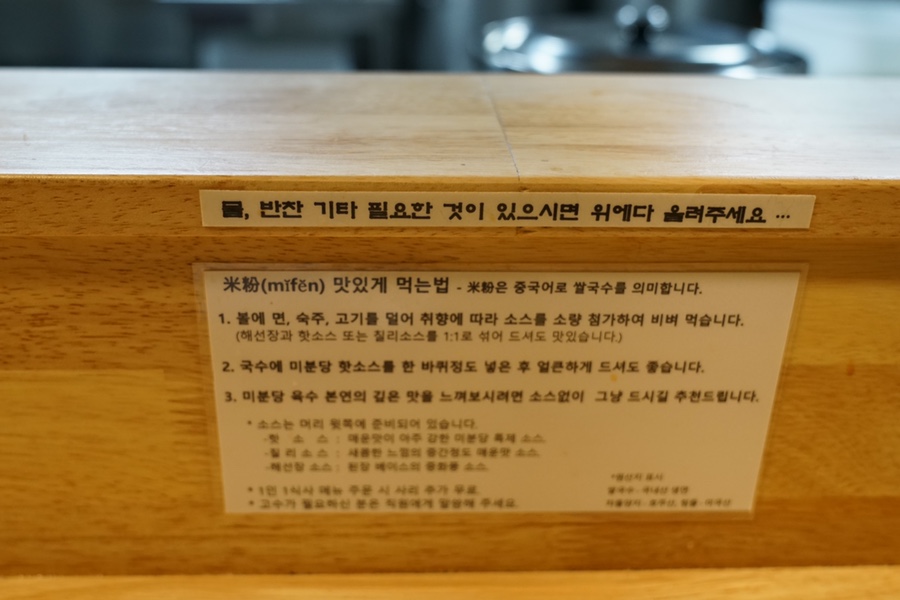 물, 반찬 기타 필요한 것이 있으시면 위에다 올려주세요 ...
米粉(mǐfěn) 맛있게 먹는법 - 米粉은 중국어로 쌀국수를 의미합니다.
1. 볼에 면, 숙주, 고기를 덜어 취향에 따라 소스를 소량 첨가하여 비벼 먹습니다.
(해선장과 핫소스 또는 칠리소스를 1:1로 섞어 드셔도 맛있습니다.)
2. 국수에 미분당 핫소스를 한 바퀴정도 넣은 후 얼큰하게 드셔도 좋습니다.
3. 미분당 육수 본연의 깊은 맛을 느껴보시려면 소스없이 그냥 드시길 추천드립니다.
* 소스는 머리 윗쪽에 준비되어 있습니다.
-핫 소 스 : 매운맛이 아주 강한 미분당 특제 소스
-칠 리 소 스 : 새콤한 느낌의 중간정도 매운맛 소스
-해선장 소스 : 된장 베이스의 중화풍 소스
* 1인 1식사 메뉴 주문 시 사리 추가 무료.
* 고수가 필요하신 분은 직원에게 말씀해 주세요.
*원산지 표시